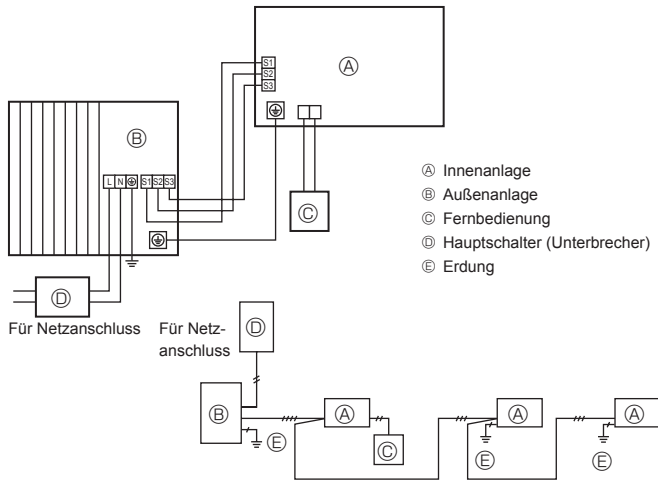 S1
S2
S3
Ⓐ
Ⓑ
L N S1 S2 S3
Ⓒ
Ⓐ Innenanlage
Ⓑ Außenanlage
Ⓒ Fernbedienung
Ⓓ Hauptschalter (Unterbrecher)
Ⓔ Erdung
Ⓓ
Für Netzanschluss
Für Netz-
anschluss
Ⓓ
Ⓑ
Ⓔ
Ⓐ
Ⓒ
Ⓐ
Ⓔ
Ⓐ
Ⓔ